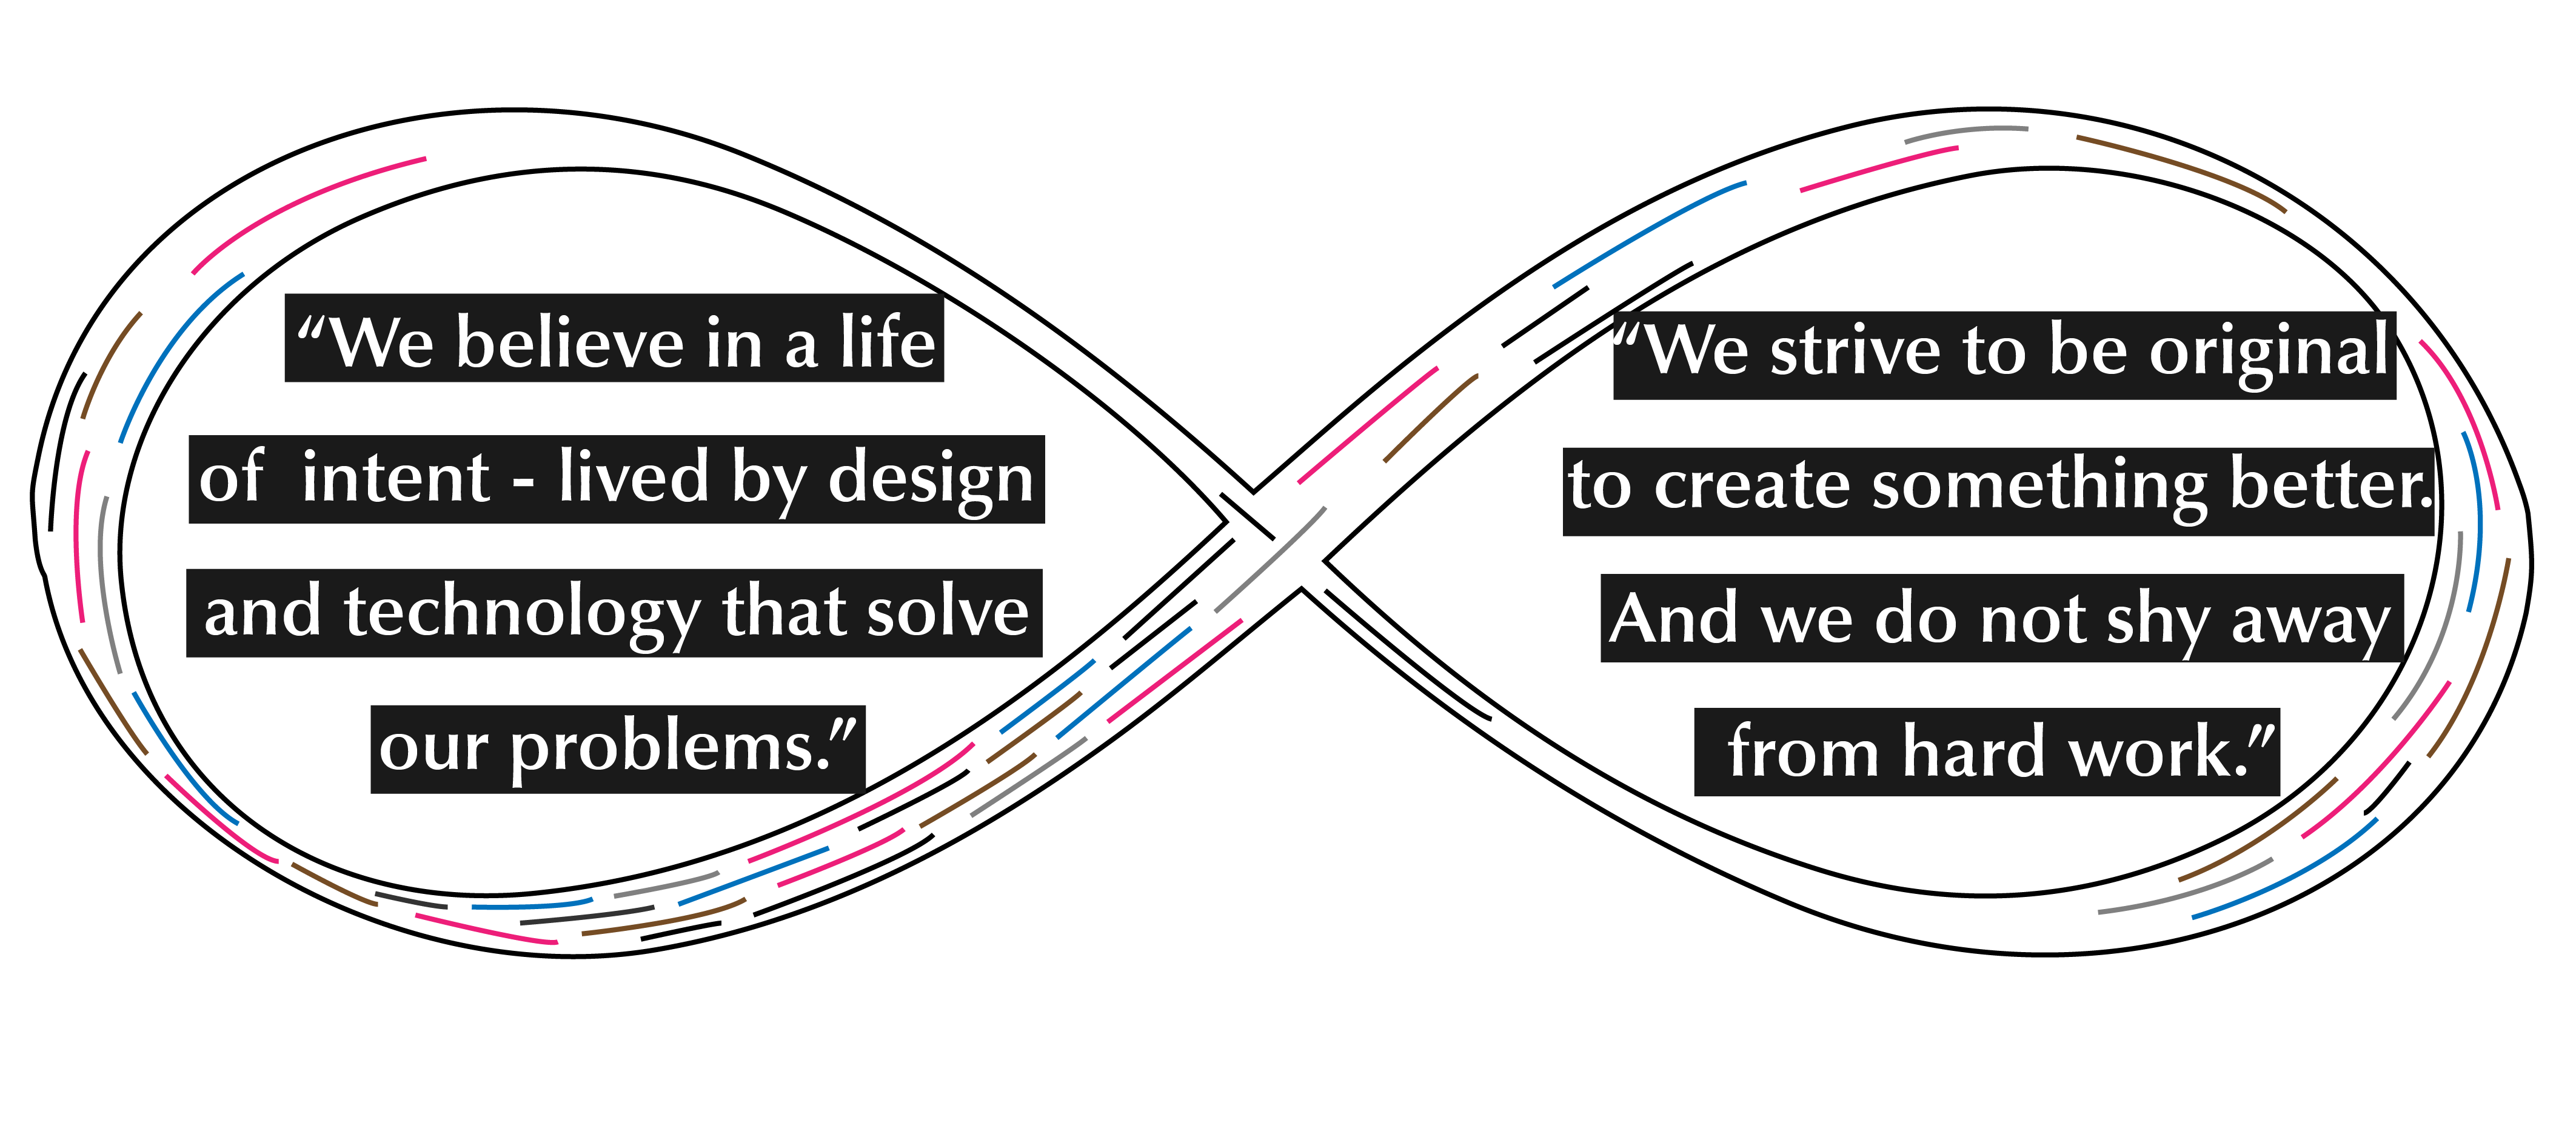 “We believe in a life
of  intent - lived by design
and technology that solve
our problems.”
“We strive to be original
to create something better.
And we do not shy away
from hard work.”